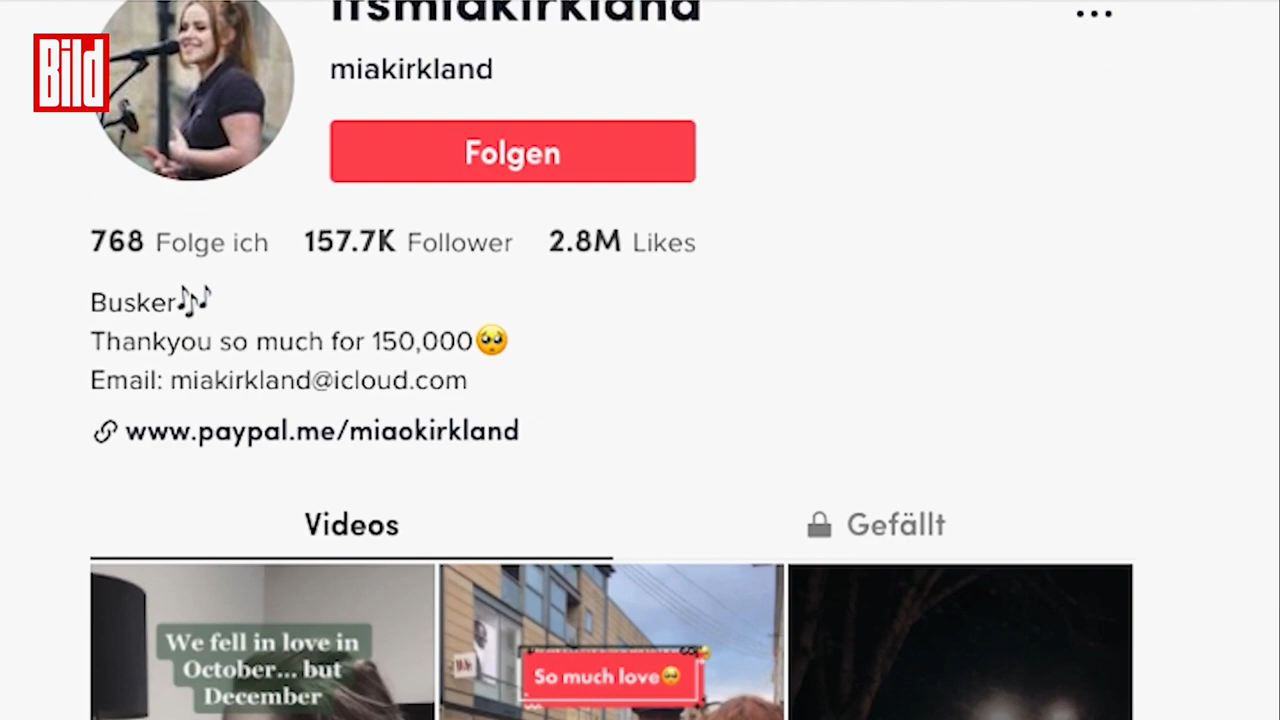 itsmiakirkland
Bild
miakirkland
Folgen
768 Folge ich 157.7K Follower 2.8M Likes
Busker🎶
Thankyou so much for 150,000🥺
Email: miakirkland@icloud.com
www.paypal.me/miaokirkland
Videos Gefällt
We fell in love in
October... but
December
So much love🥺